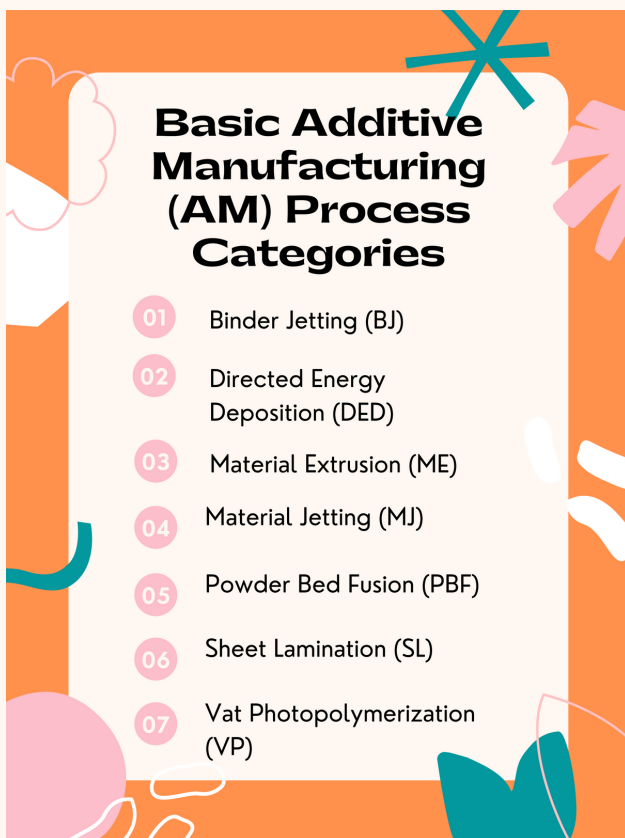 Basic Additive
Manufacturing
(AM) Process
Categories
01 Binder Jetting (BJ)
02 Directed Energy
Deposition (DED)
03 Material Extrusion (ME)
04 Material Jetting (MJ)
05 Powder Bed Fusion (PBF)
06 Sheet Lamination (SL)
07 Vat Photopolymerization
(VP)